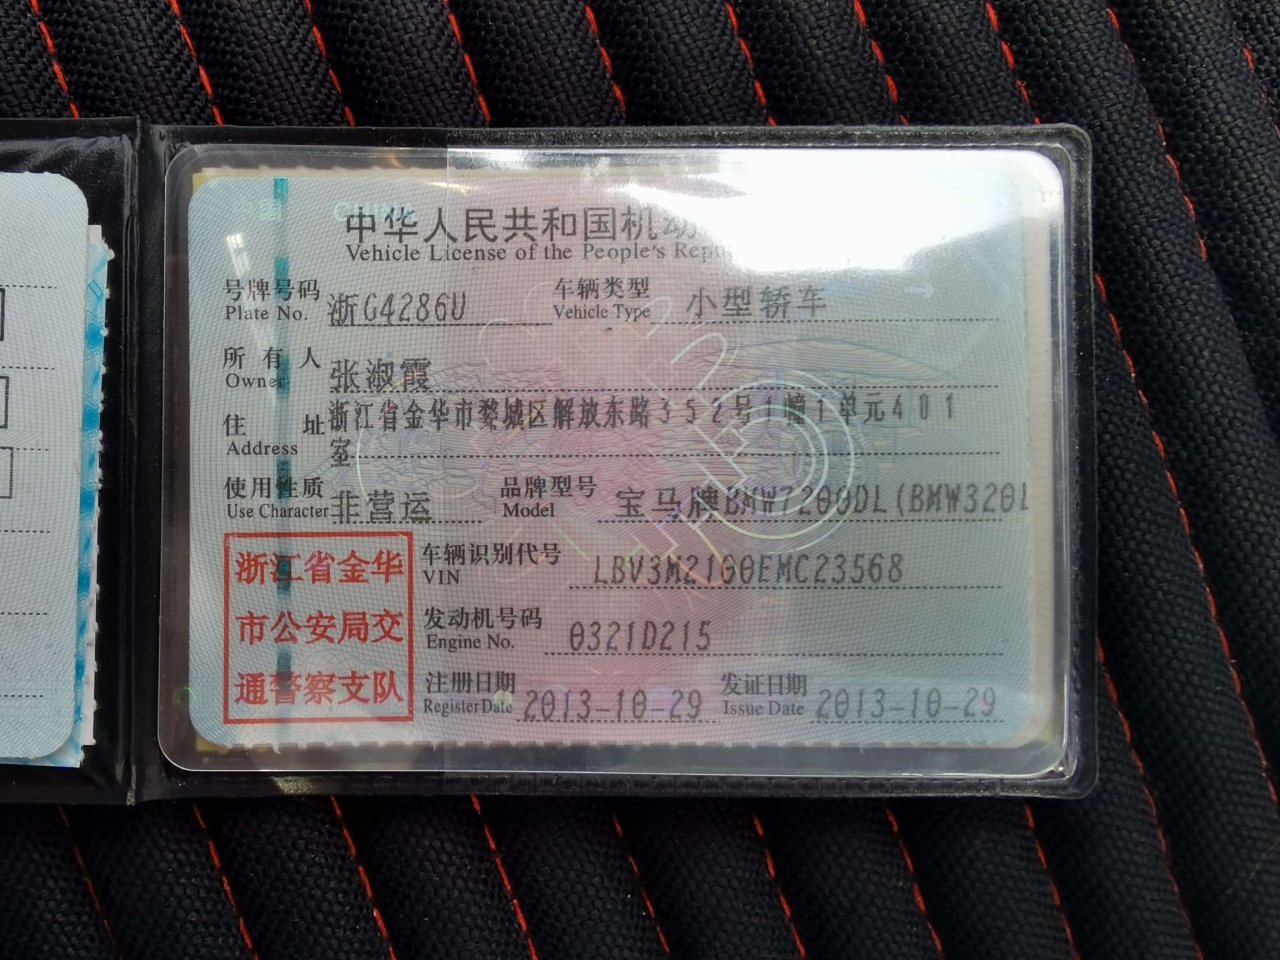 中华人民共和国机动
Vehicle License of the People's Repu
号牌号码 浙G4286U 车辆类型 小型轿车
Plate No. Vehicle Type
所有人 张淑霞
Owner
住址 浙江省金华市婺城区解放东路352号1幢1单元401
Address 室
使用性质 非营运 品牌型号 宝马牌BMW7200DL(BMW320L
Use Character Model
浙江省金华
市公安局交
通警察支队
车辆识别代号 LBV3M2100EMC23568
VIN
发动机号码 0321D215
Engine No.
注册日期 2013-10-29 发证日期 2013-10-29
Register Date Issue Date